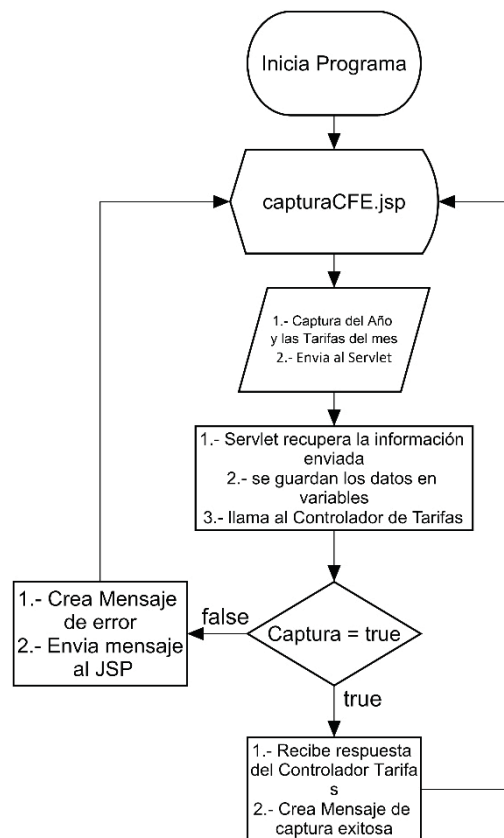 Inicia Programa
capturaCFE.jsp
1.- Captura del Año
y las Tarifas del mes
2.- Envia al Servlet
1.- Servlet recupera la información
enviada
2.- se guardan los datos en
variables
3.- llama al Controlador de Tarifas
Captura = true
false
1.- Crea Mensaje
de error
2.- Envia mensaje
al JSP
true
1.- Recibe respuesta
del Controlador Tarifa
s
2.- Crea Mensaje de
captura exitosa